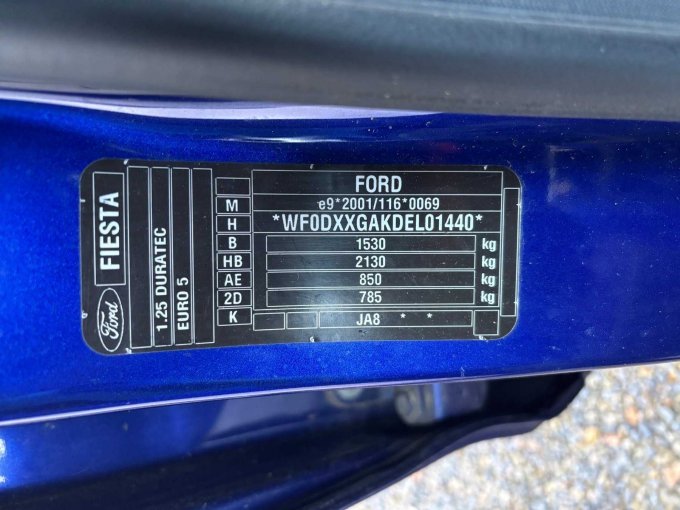 Ford
FIESTA
1.25 DURATEC
EURO 5
FORD
M e9*2001/116*0069
H *WF0DXXGAKDEL01440*
B 1530 kg
HB 2130 kg
AE 850 kg
2D 785 kg
K JA8 * *